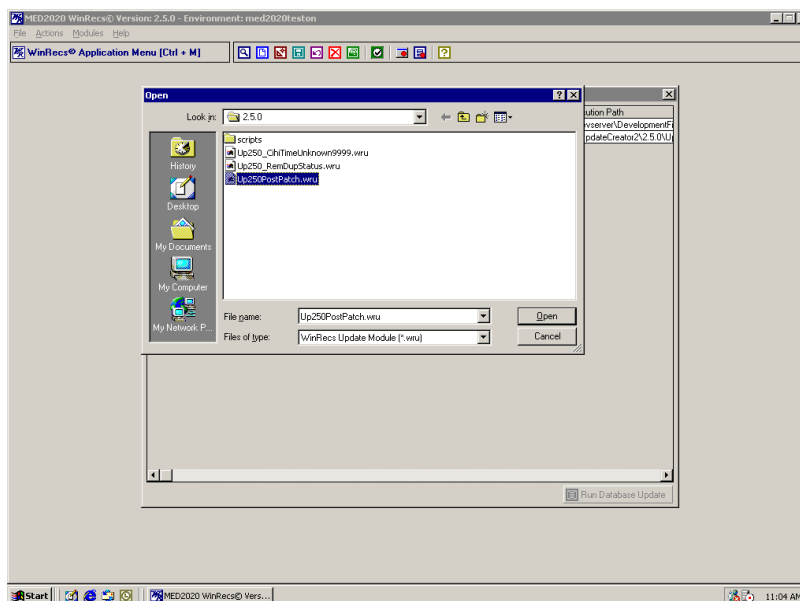 MED2020 WinRecs© Version: 2.5.0 - Environment: med2020teston
File Actions Modules Help
WinRecs© Application Menu [Ctrl + M]
Open
Look in: 2.5.0
History
Desktop
My Documents
My Computer
My Network P...
scripts
Up250_CihiTimeUnknown9999.wru
Up250_RemDupStatus.wru
Up250PostPatch.wru
File name: Up250PostPatch.wru Open
Files of type: WinRecs Update Module (*.wru) Cancel
ution Path
vserver\DevelopmentFi
pdateCreator2\2.5.0\U
Run Database Update
Start MED2020 WinRecs© Vers... 11:04 AM